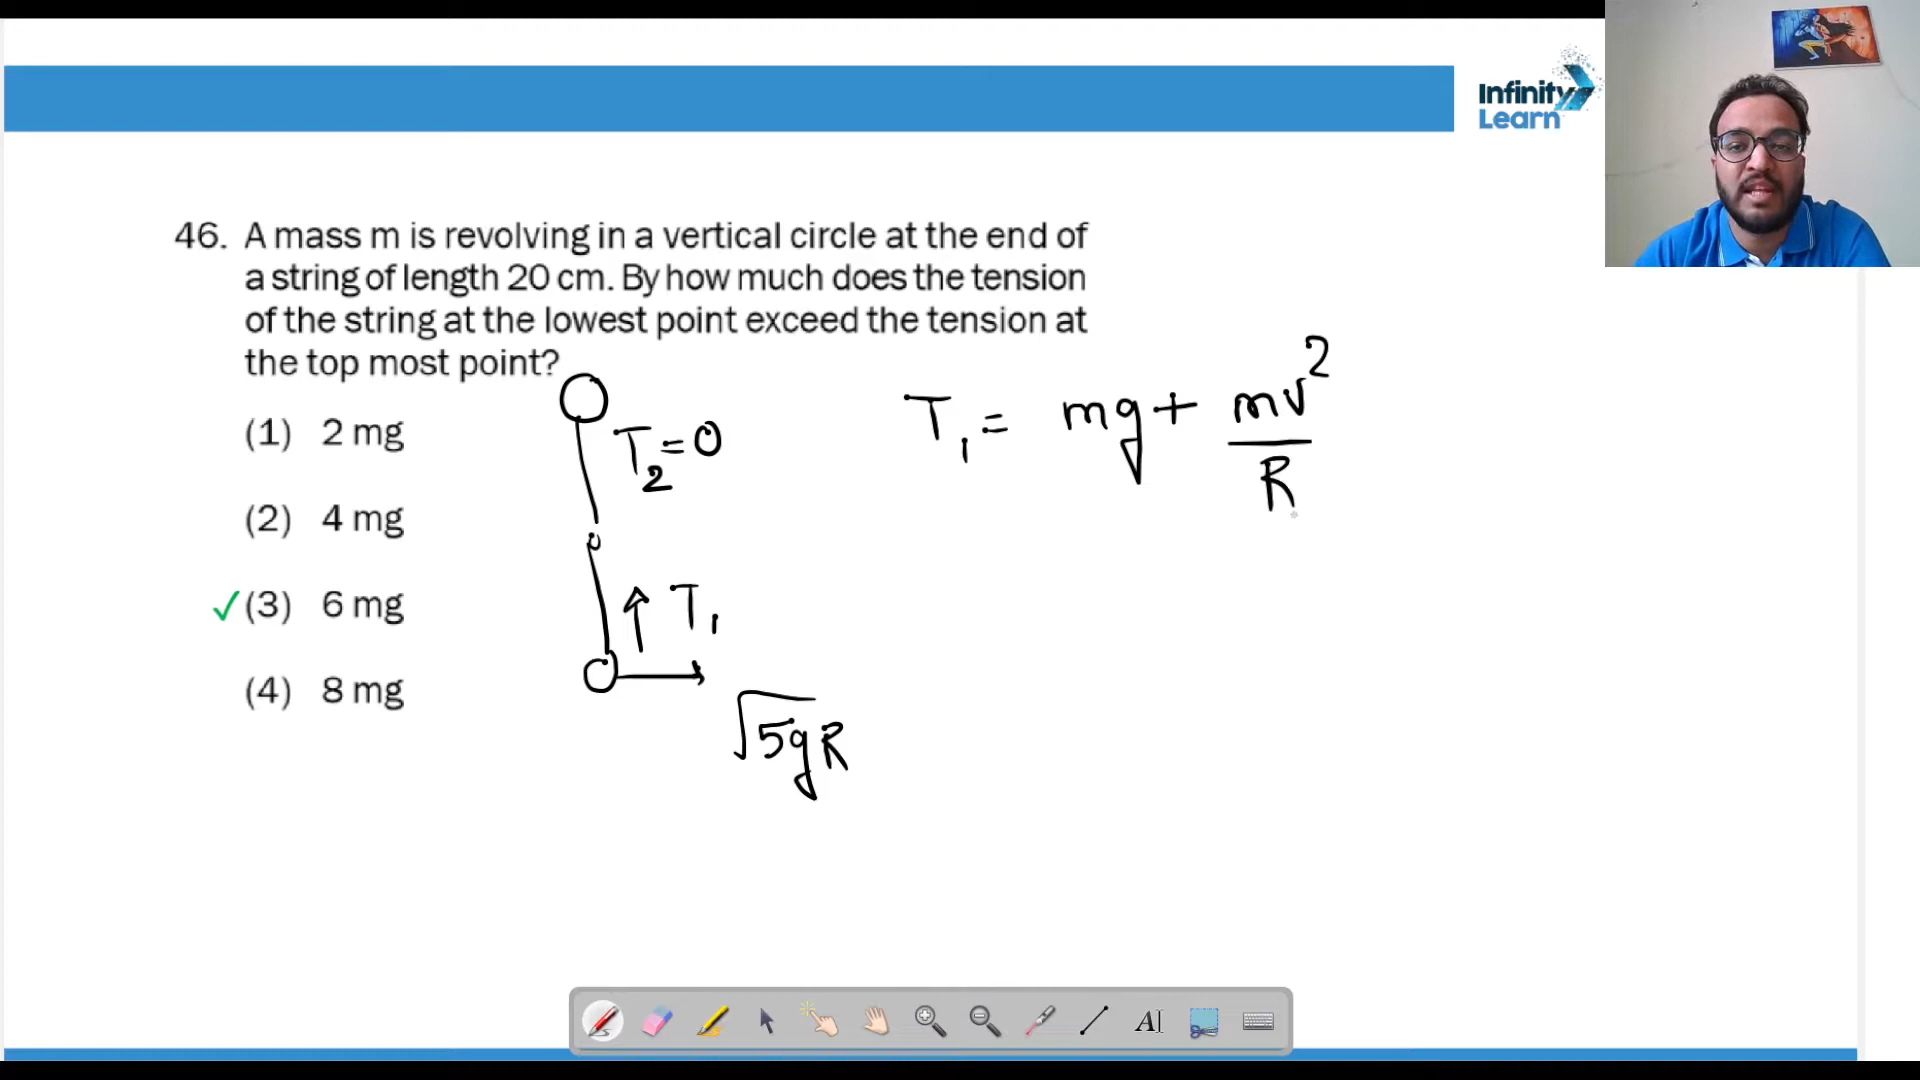 Infinity
Learn
46. A mass m is revolving in a vertical circle at the end of
a string of length 20 cm. By how much does the tension
of the string at the lowest point exceed the tension at
the top most point?
(1) 2 mg
(2) 4 mg
✓(3) 6 mg
(4) 8 mg
T₂=0
T₁
√5gR
T₁ = mg + mv²/R
A